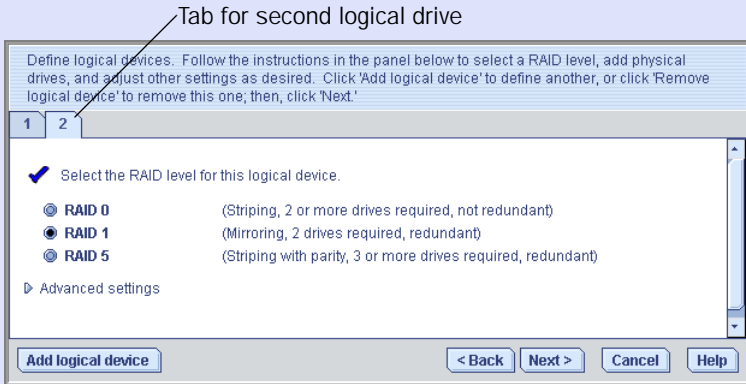 Tab for second logical drive
Define logical devices. Follow the instructions in the panel below to select a RAID level, add physical
drives, and adjust other settings as desired. Click 'Add logical device' to define another, or click 'Remove
logical device' to remove this one; then, click 'Next.'
1 2
Select the RAID level for this logical device.
RAID 0 (Striping, 2 or more drives required, not redundant)
RAID 1 (Mirroring, 2 drives required, redundant)
RAID 5 (Striping with parity, 3 or more drives required, redundant)
Advanced settings
Add logical device < Back Next > Cancel Help